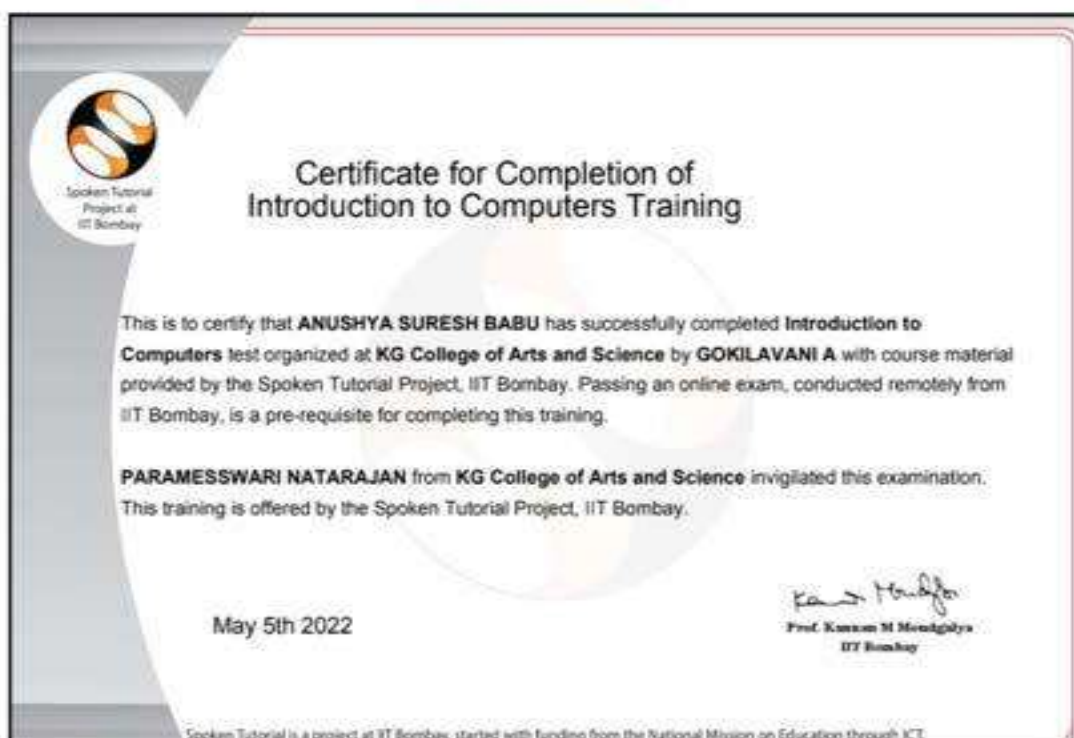 Spoken Tutorial
Project at
IIT Bombay
Certificate for Completion of
Introduction to Computers Training
This is to certify that ANUSHYA SURESH BABU has successfully completed Introduction to
Computers test organized at KG College of Arts and Science by GOKILAVANI A with course material
provided by the Spoken Tutorial Project, IIT Bombay. Passing an online exam, conducted remotely from
IIT Bombay, is a pre-requisite for completing this training.
PARAMESSWARI NATARAJAN from KG College of Arts and Science invigilated this examination.
This training is offered by the Spoken Tutorial Project, IIT Bombay.
May 5th 2022
Prof. Kannan M Moudgalya
IIT Bombay
Spoken Tutorial is a project at IIT Bombay, started with funding from the National Mission on Education through ICT,